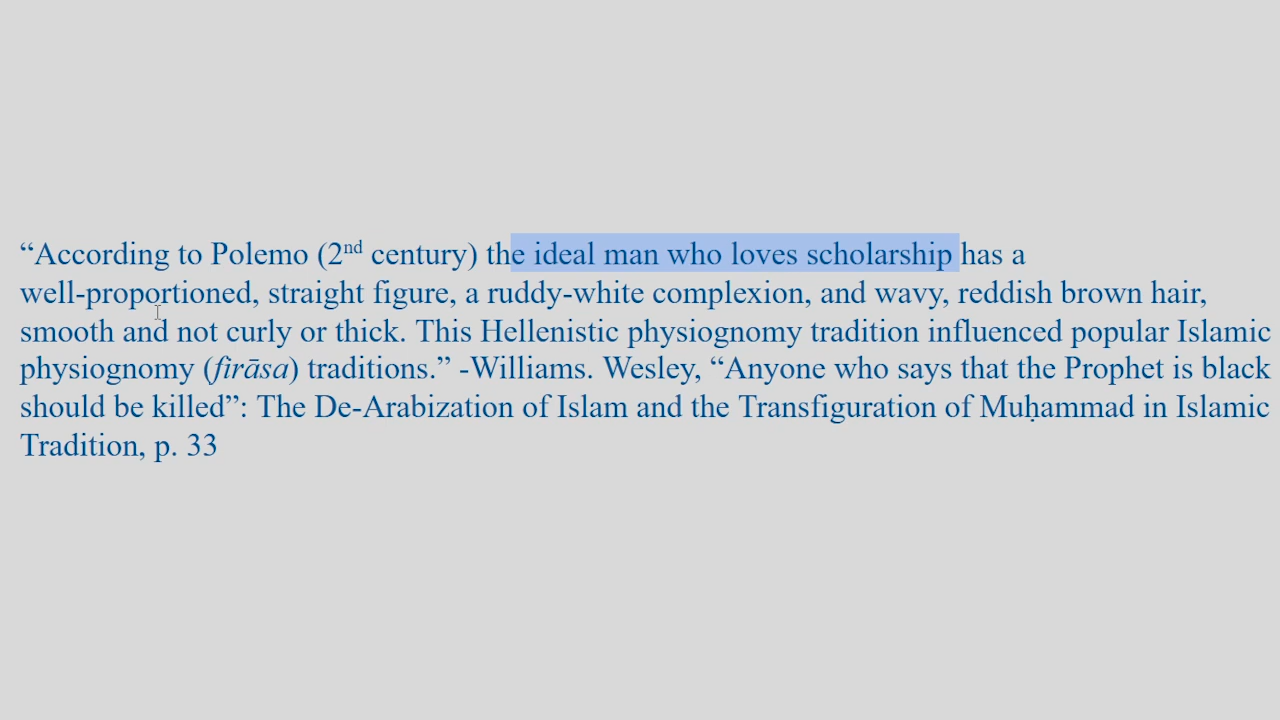 “According to Polemo (2nd century) the ideal man who loves scholarship has a
well-proportioned, straight figure, a ruddy-white complexion, and wavy, reddish brown hair,
smooth and not curly or thick. This Hellenistic physiognomy tradition influenced popular Islamic
physiognomy (firāsa) traditions.” -Williams. Wesley, “Anyone who says that the Prophet is black
should be killed”: The De-Arabization of Islam and the Transfiguration of Muḥammad in Islamic
Tradition, p. 33